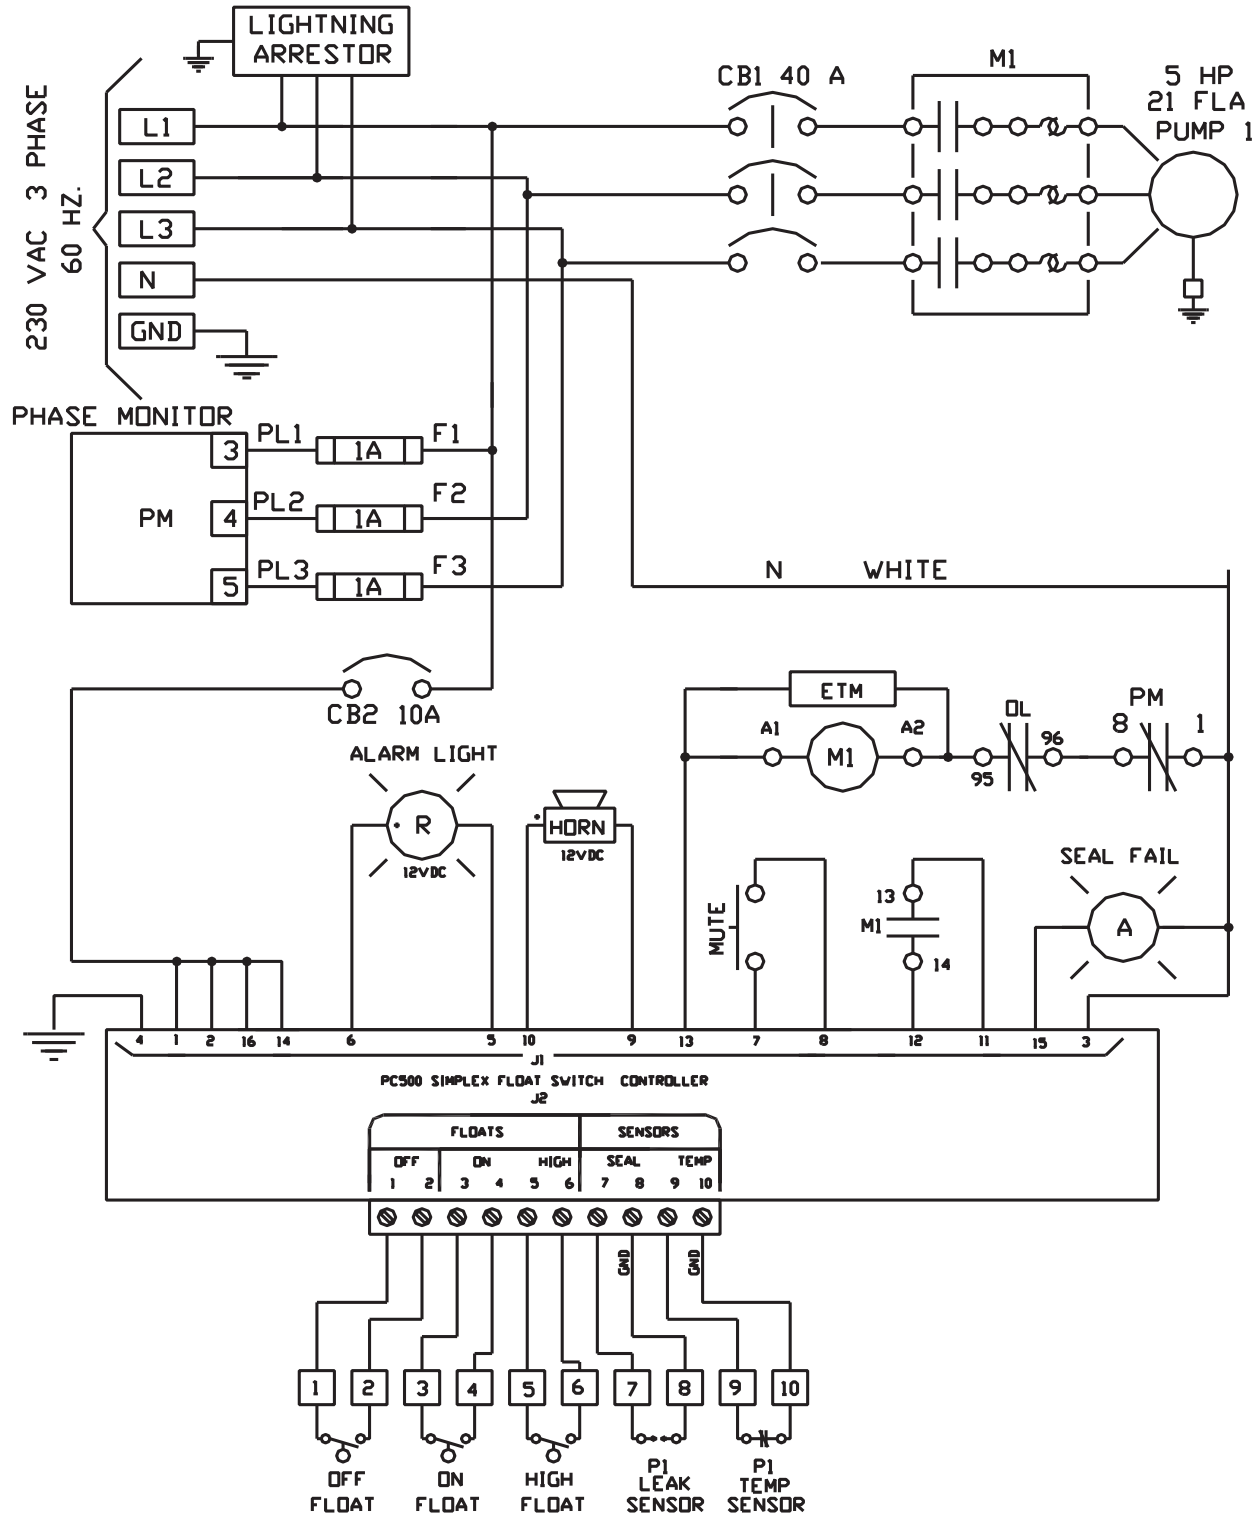 LIGHTNING
ARRESTOR
230 VAC 3 PHASE
60 HZ.
L1
L2
L3
N
GND
CB1 40 A
M1
5 HP
21 FLA
PUMP 1
PHASE MONITOR
PM
3
PL1
1A
F1
4
PL2
1A
F2
5
PL3
1A
F3
N WHITE
CB2 10A
ALARM LIGHT
R
12VDC
HORN
12VDC
ETM
A1
M1
A2
OL
95
96
PM
8
1
MUTE
13
M1
14
SEAL FAIL
A
4 1 2 16 14 6 5 10 9 13 7 8 12 11 15 3
J1
PC500 SIMPLEX FLOAT SWITCH CONTROLLER
J2
FLOATS SENSORS
OFF ON HIGH SEAL TEMP
1 2 3 4 5 6 7 8 9 10
GND GND
1 2 3 4 5 6 7 8 9 10
OFF
FLOAT
ON
FLOAT
HIGH
FLOAT
P1
LEAK
SENSOR
P1
TEMP
SENSOR